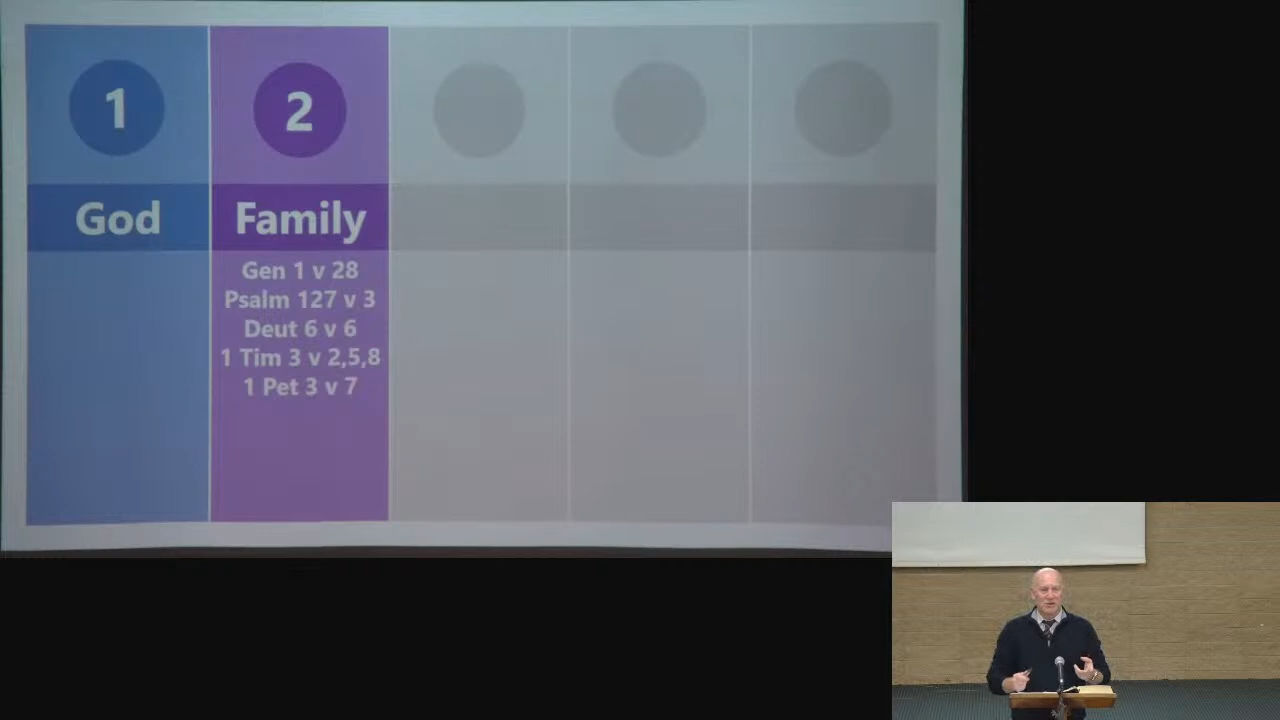 1
God
2
Family
Gen 1 v 28
Psalm 127 v 3
Deut 6 v 6
1 Tim 3 v 2,5,8
1 Pet 3 v 7